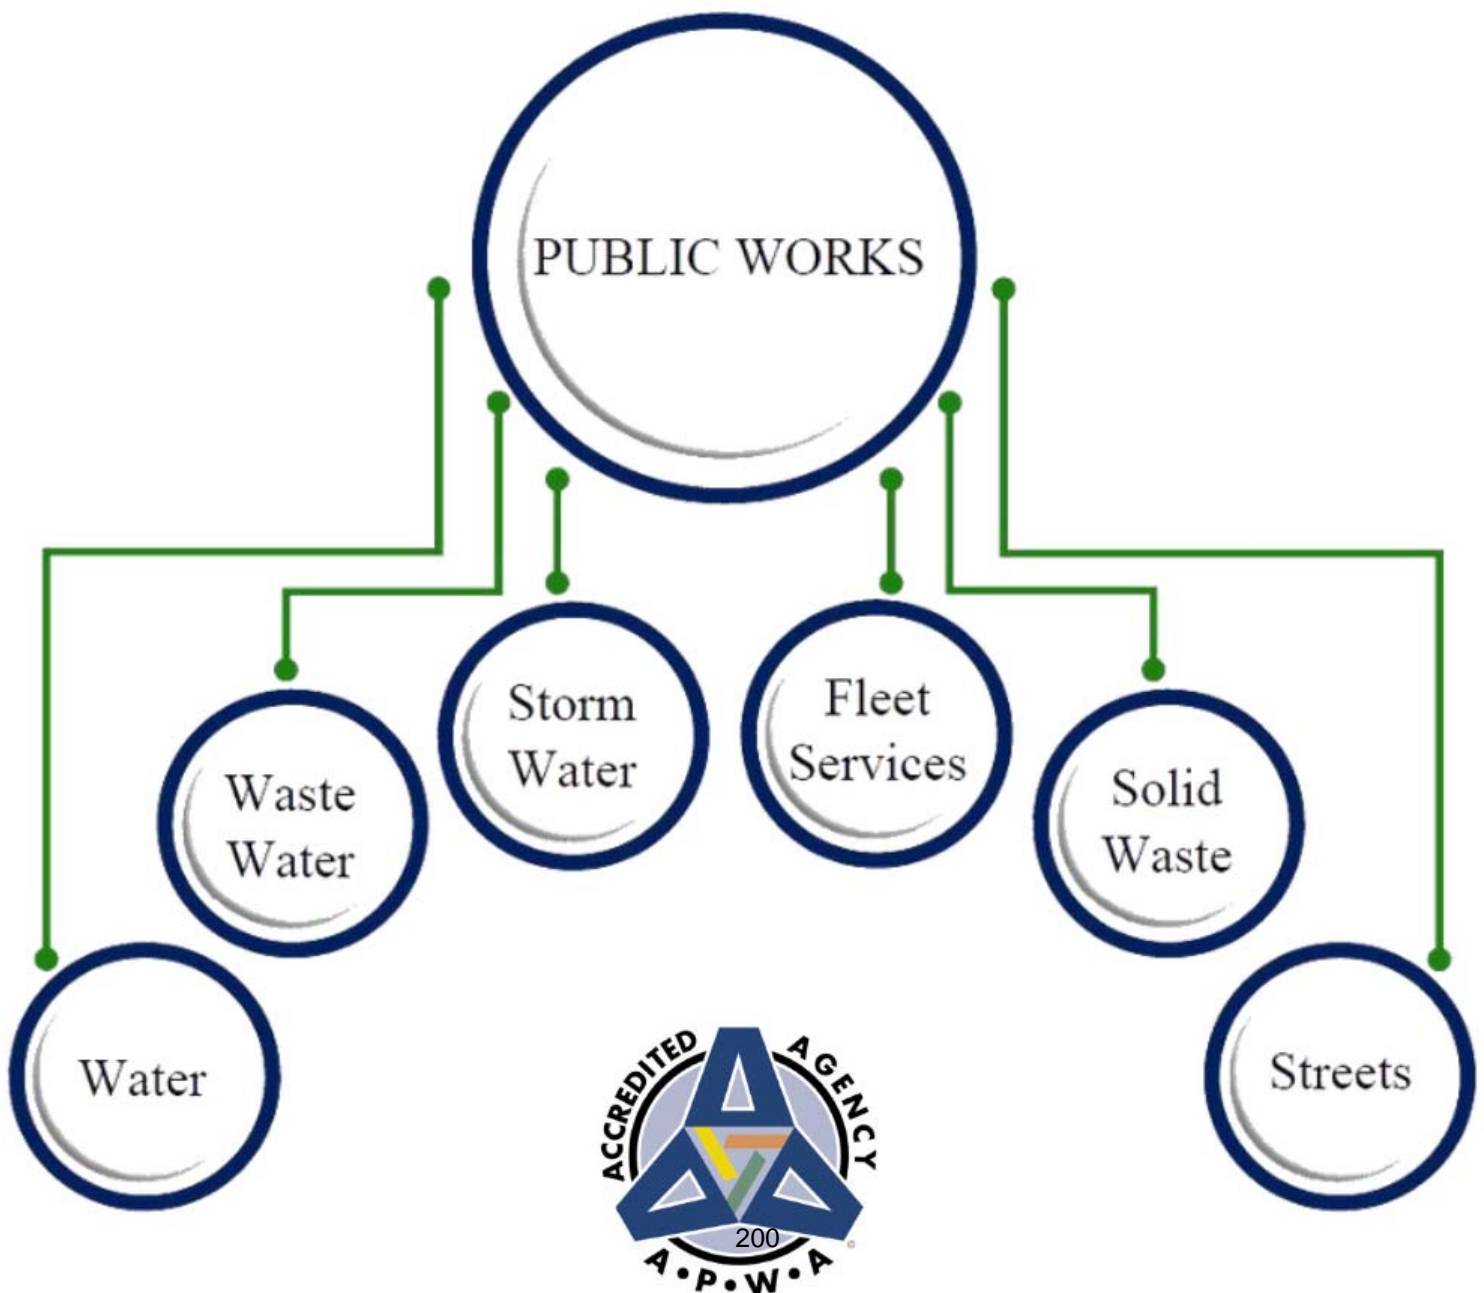 PUBLIC WORKS
Storm
Water
Fleet
Services
Waste
Water
Solid
Waste
Water
Streets
ACCREDITED AGENCY
200
A•P•W•A